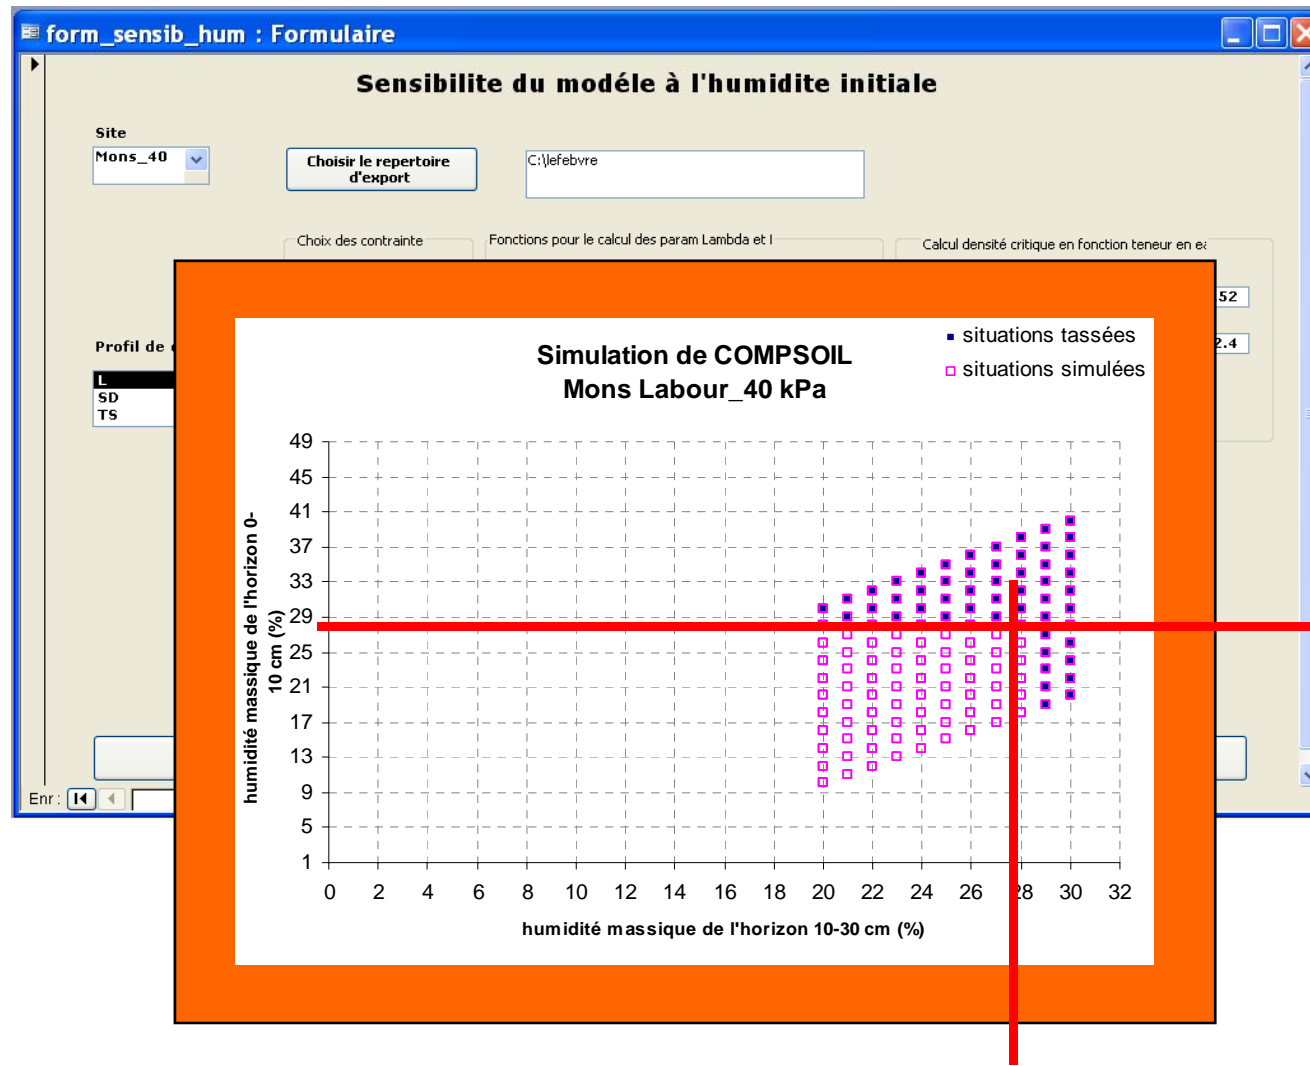 form_sensib_hum : Formulaire
Sensibilite du modéle à l'humidite initiale
Site
Mons_40
Choisir le repertoire
d'export
C:\lefebvre
Choix des contrainte
Fonctions pour le calcul des param Lambda et I
Calcul densité critique en fonction teneur en ea
52
2.4
Profil de
L
SD
TS
Simulation de COMPSOIL
Mons Labour_40 kPa
situations tassées
situations simulées
humidité massique de l'horizon 0-
10 cm (%)
49
45
41
37
33
29
25
21
17
13
9
5
1
0 2 4 6 8 10 12 14 16 18 20 22 24 26 28 30 32
humidité massique de l'horizon 10-30 cm (%)
Enr :